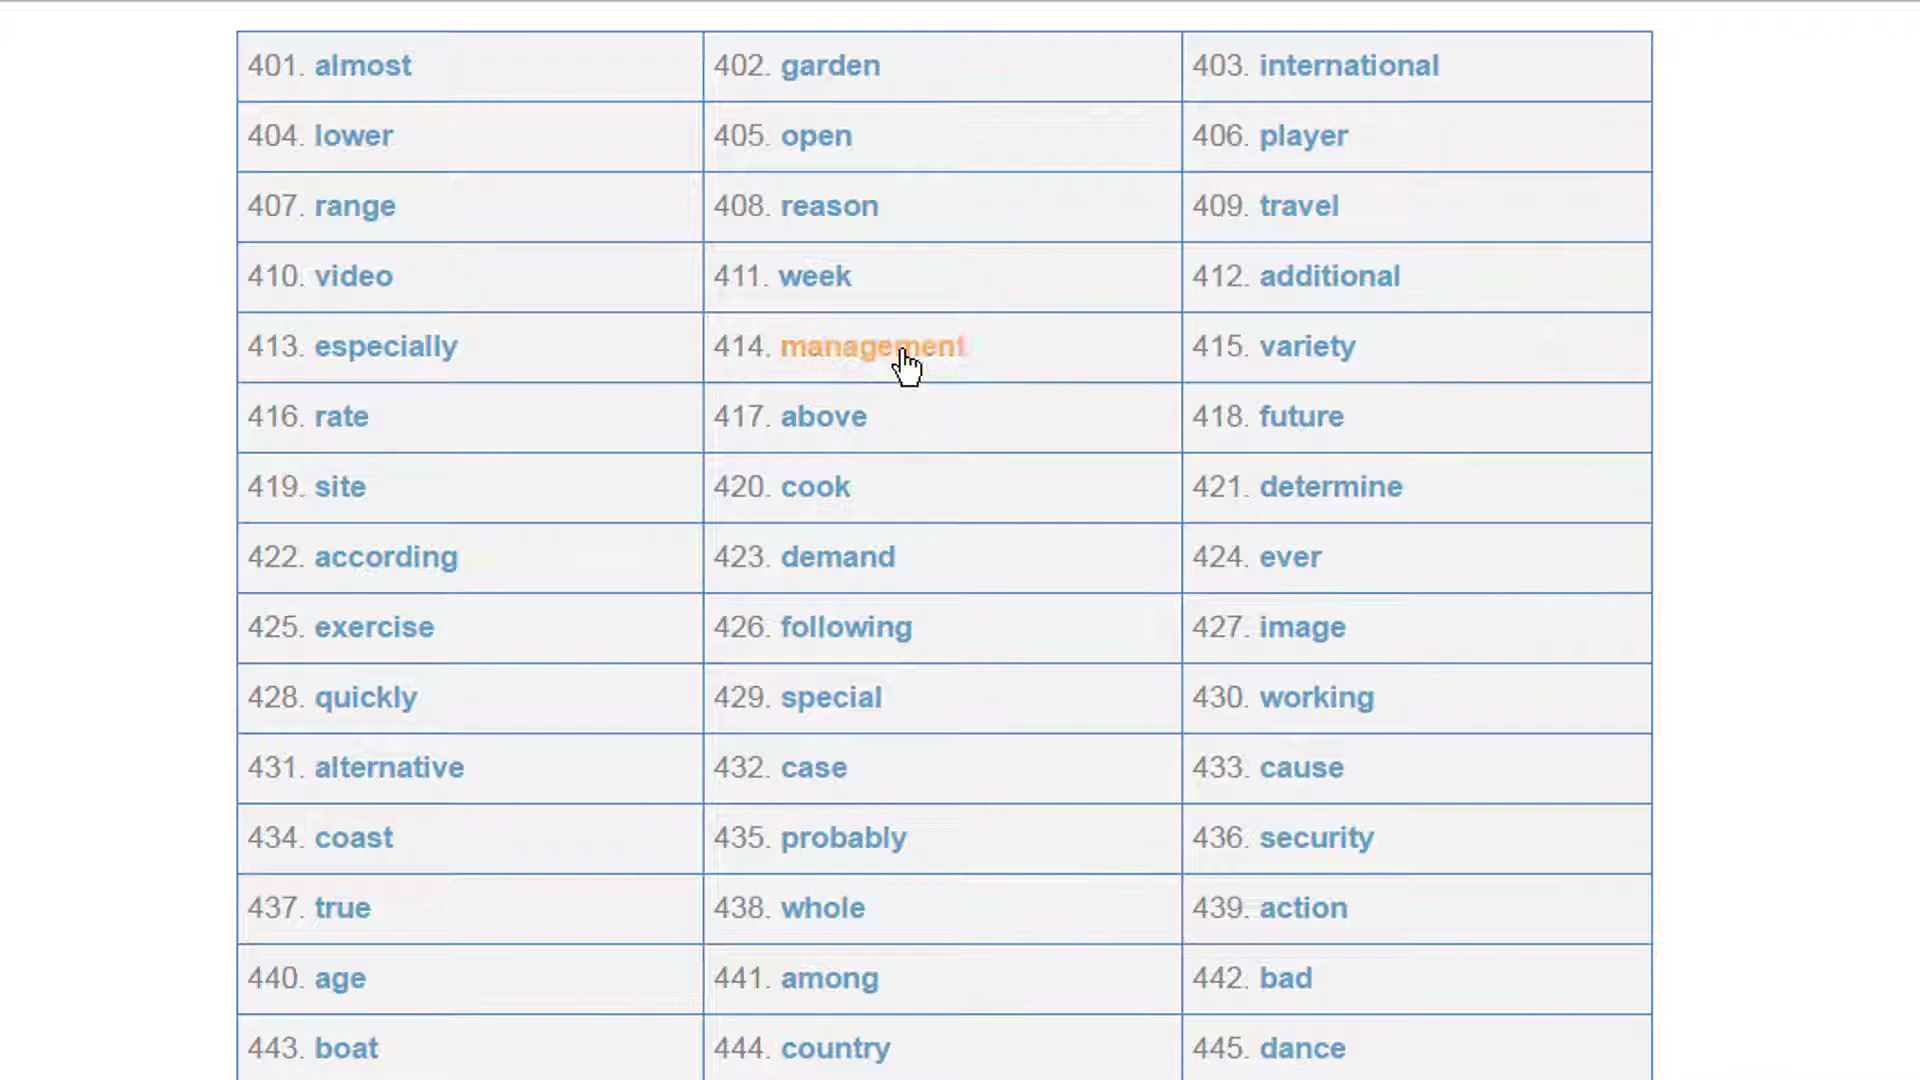 401. almost 402. garden 403. international
404. lower 405. open 406. player
407. range 408. reason 409. travel
410. video 411. week 412. additional
413. especially 414. management 415. variety
416. rate 417. above 418. future
419. site 420. cook 421. determine
422. according 423. demand 424. ever
425. exercise 426. following 427. image
428. quickly 429. special 430. working
431. alternative 432. case 433. cause
434. coast 435. probably 436. security
437. true 438. whole 439. action
440. age 441. among 442. bad
443. boat 444. country 445. dance